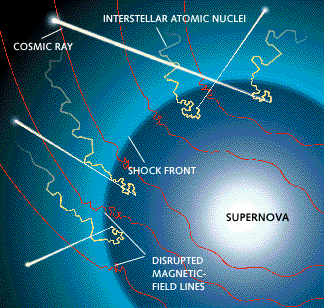 INTERSTELLAR ATOMIC NUCLEI
COSMIC RAY
SHOCK FRONT
SUPERNOVA
DISRUPTED
MAGNETIC-
FIELD LINES